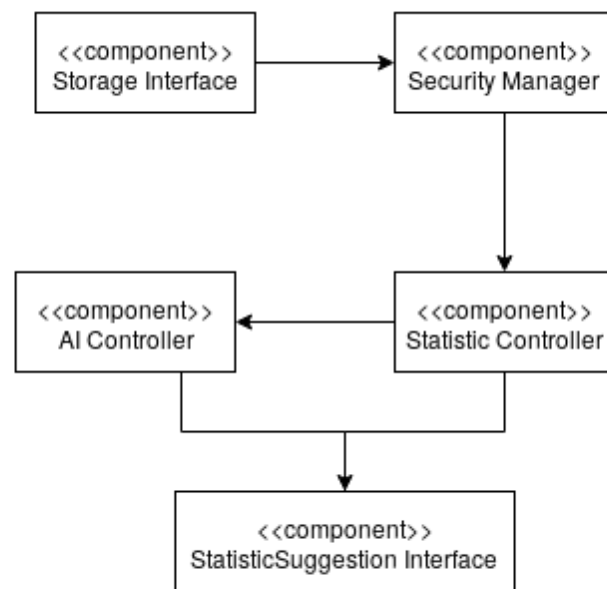 <<component>>
Storage Interface
<<component>>
Security Manager
<<component>>
AI Controller
<<component>>
Statistic Controller
<<component>>
StatisticSuggestion Interface